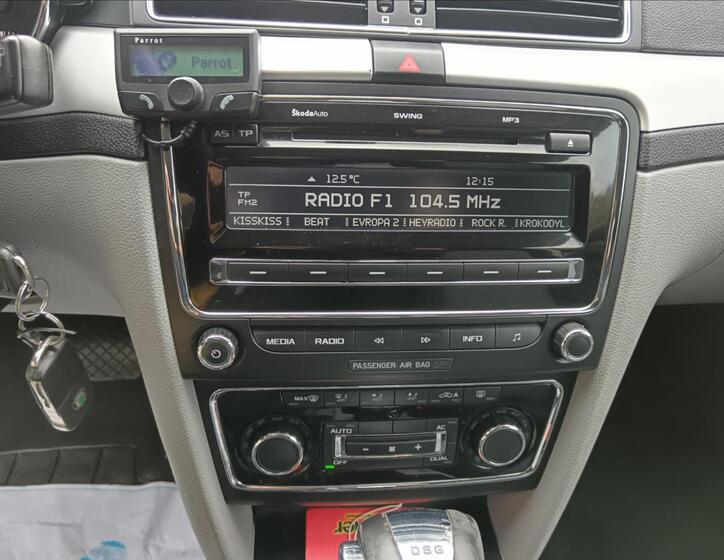 Parrot
Parrot
ŠkodaAuto SWING MP3
AS TP
12.5°C 12:15
TP
FM2
RADIO F1 104.5 MHz
KISSKISS BEAT EVROPA 2 HEYRADIO ROCK R. KROKODYL
MEDIA RADIO INFO
PASSENGER AIR BAG
MAX A
AUTO AC
OFF DUAL
DSG